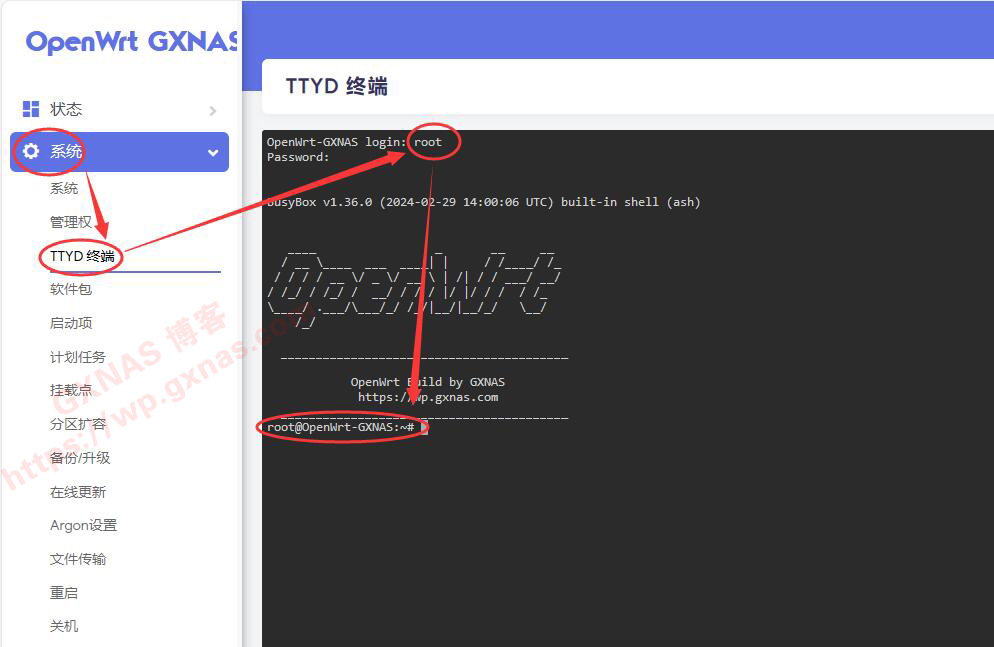 OpenWrt GXNAS
状态
系统
系统
管理权
TTYD 终端
软件包
启动项
计划任务
挂载点
分区扩容
备份/升级
在线更新
Argon设置
文件传输
重启
关机
TTYD 终端
OpenWrt-GXNAS login: root
Password:
BusyBox v1.36.0 (2024-02-29 14:00:06 UTC) built-in shell (ash)
OpenWrt
OpenWrt Build by GXNAS
https://wp.gxnas.com
root@OpenWrt-GXNAS:~#
GXNAS 博客
https://wp.gxnas.com